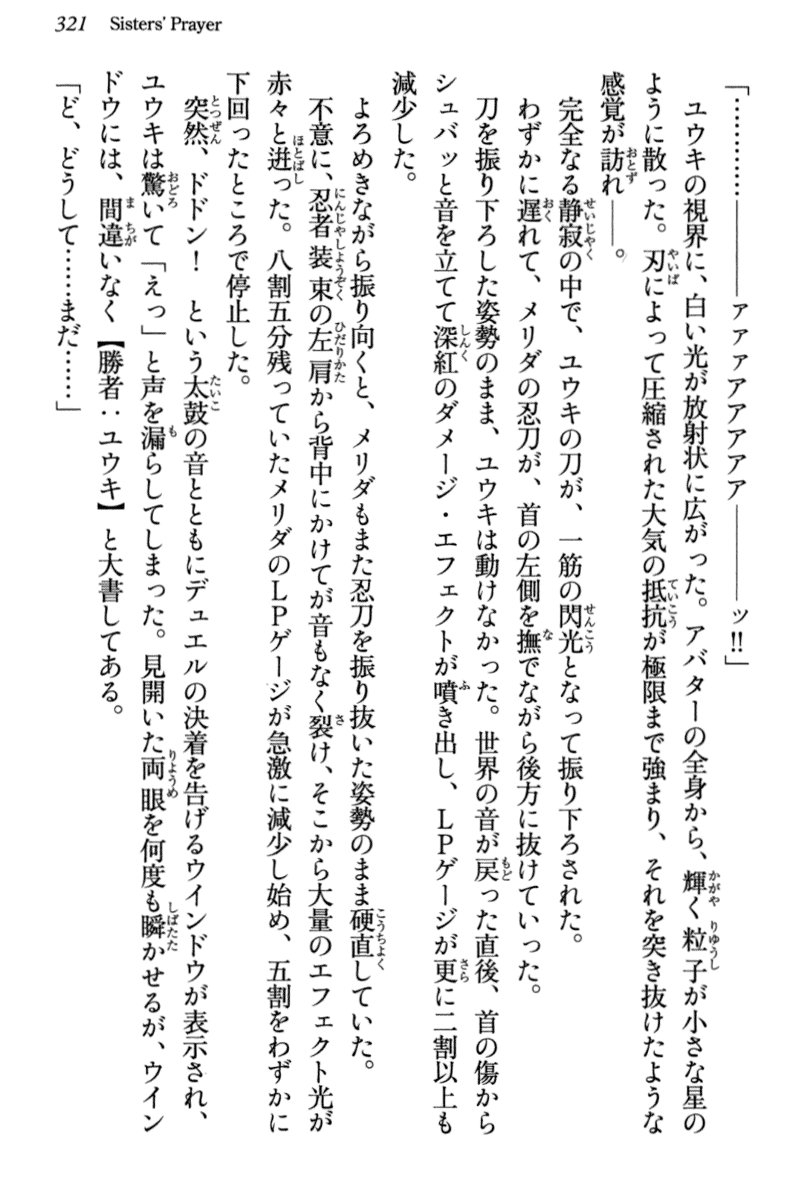 321 Sisters' Prayer
「…………――――ァァァアアアアア――――ッ!!」
　ユウキの視界に、白い光が放射状に広がった。アバターの全身から、輝く粒子が小さな星の
ように散った。刃によって圧縮された大気の抵抗が極限まで強まり、それを突き抜けたような
感覚が訪れ――。
　完全なる静寂の中で、ユウキの刀が、一筋の閃光となって振り下ろされた。
　わずかに遅れて、メリダの忍刀が、首の左側を撫でながら後方に抜けていった。
　刀を振り下ろした姿勢のまま、ユウキは動けなかった。世界の音が戻った直後、首の傷から
シュバッと音を立てて深紅のダメージ・エフェクトが噴き出し、LPゲージが更に二割以上も
減少した。
　よろめきながら振り向くと、メリダもまた忍刀を振り抜いた姿勢のまま硬直していた。
　不意に、忍者装束の左肩から背中にかけてが音もなく裂け、そこから大量のエフェクト光が
赤々と迸った。八割五分残っていたメリダのLPゲージが急激に減少し始め、五割をわずかに
下回ったところで停止した。
　突然、ドドン！　という太鼓の音とともにデュエルの決着を告げるウインドウが表示され、
ユウキは驚いて「えっ」と声を漏らしてしまった。見開いた両眼を何度も瞬かせるが、ウイン
ドウには、間違いなく【勝者：ユウキ】と大書してある。
「ど、どうして……まだ……」